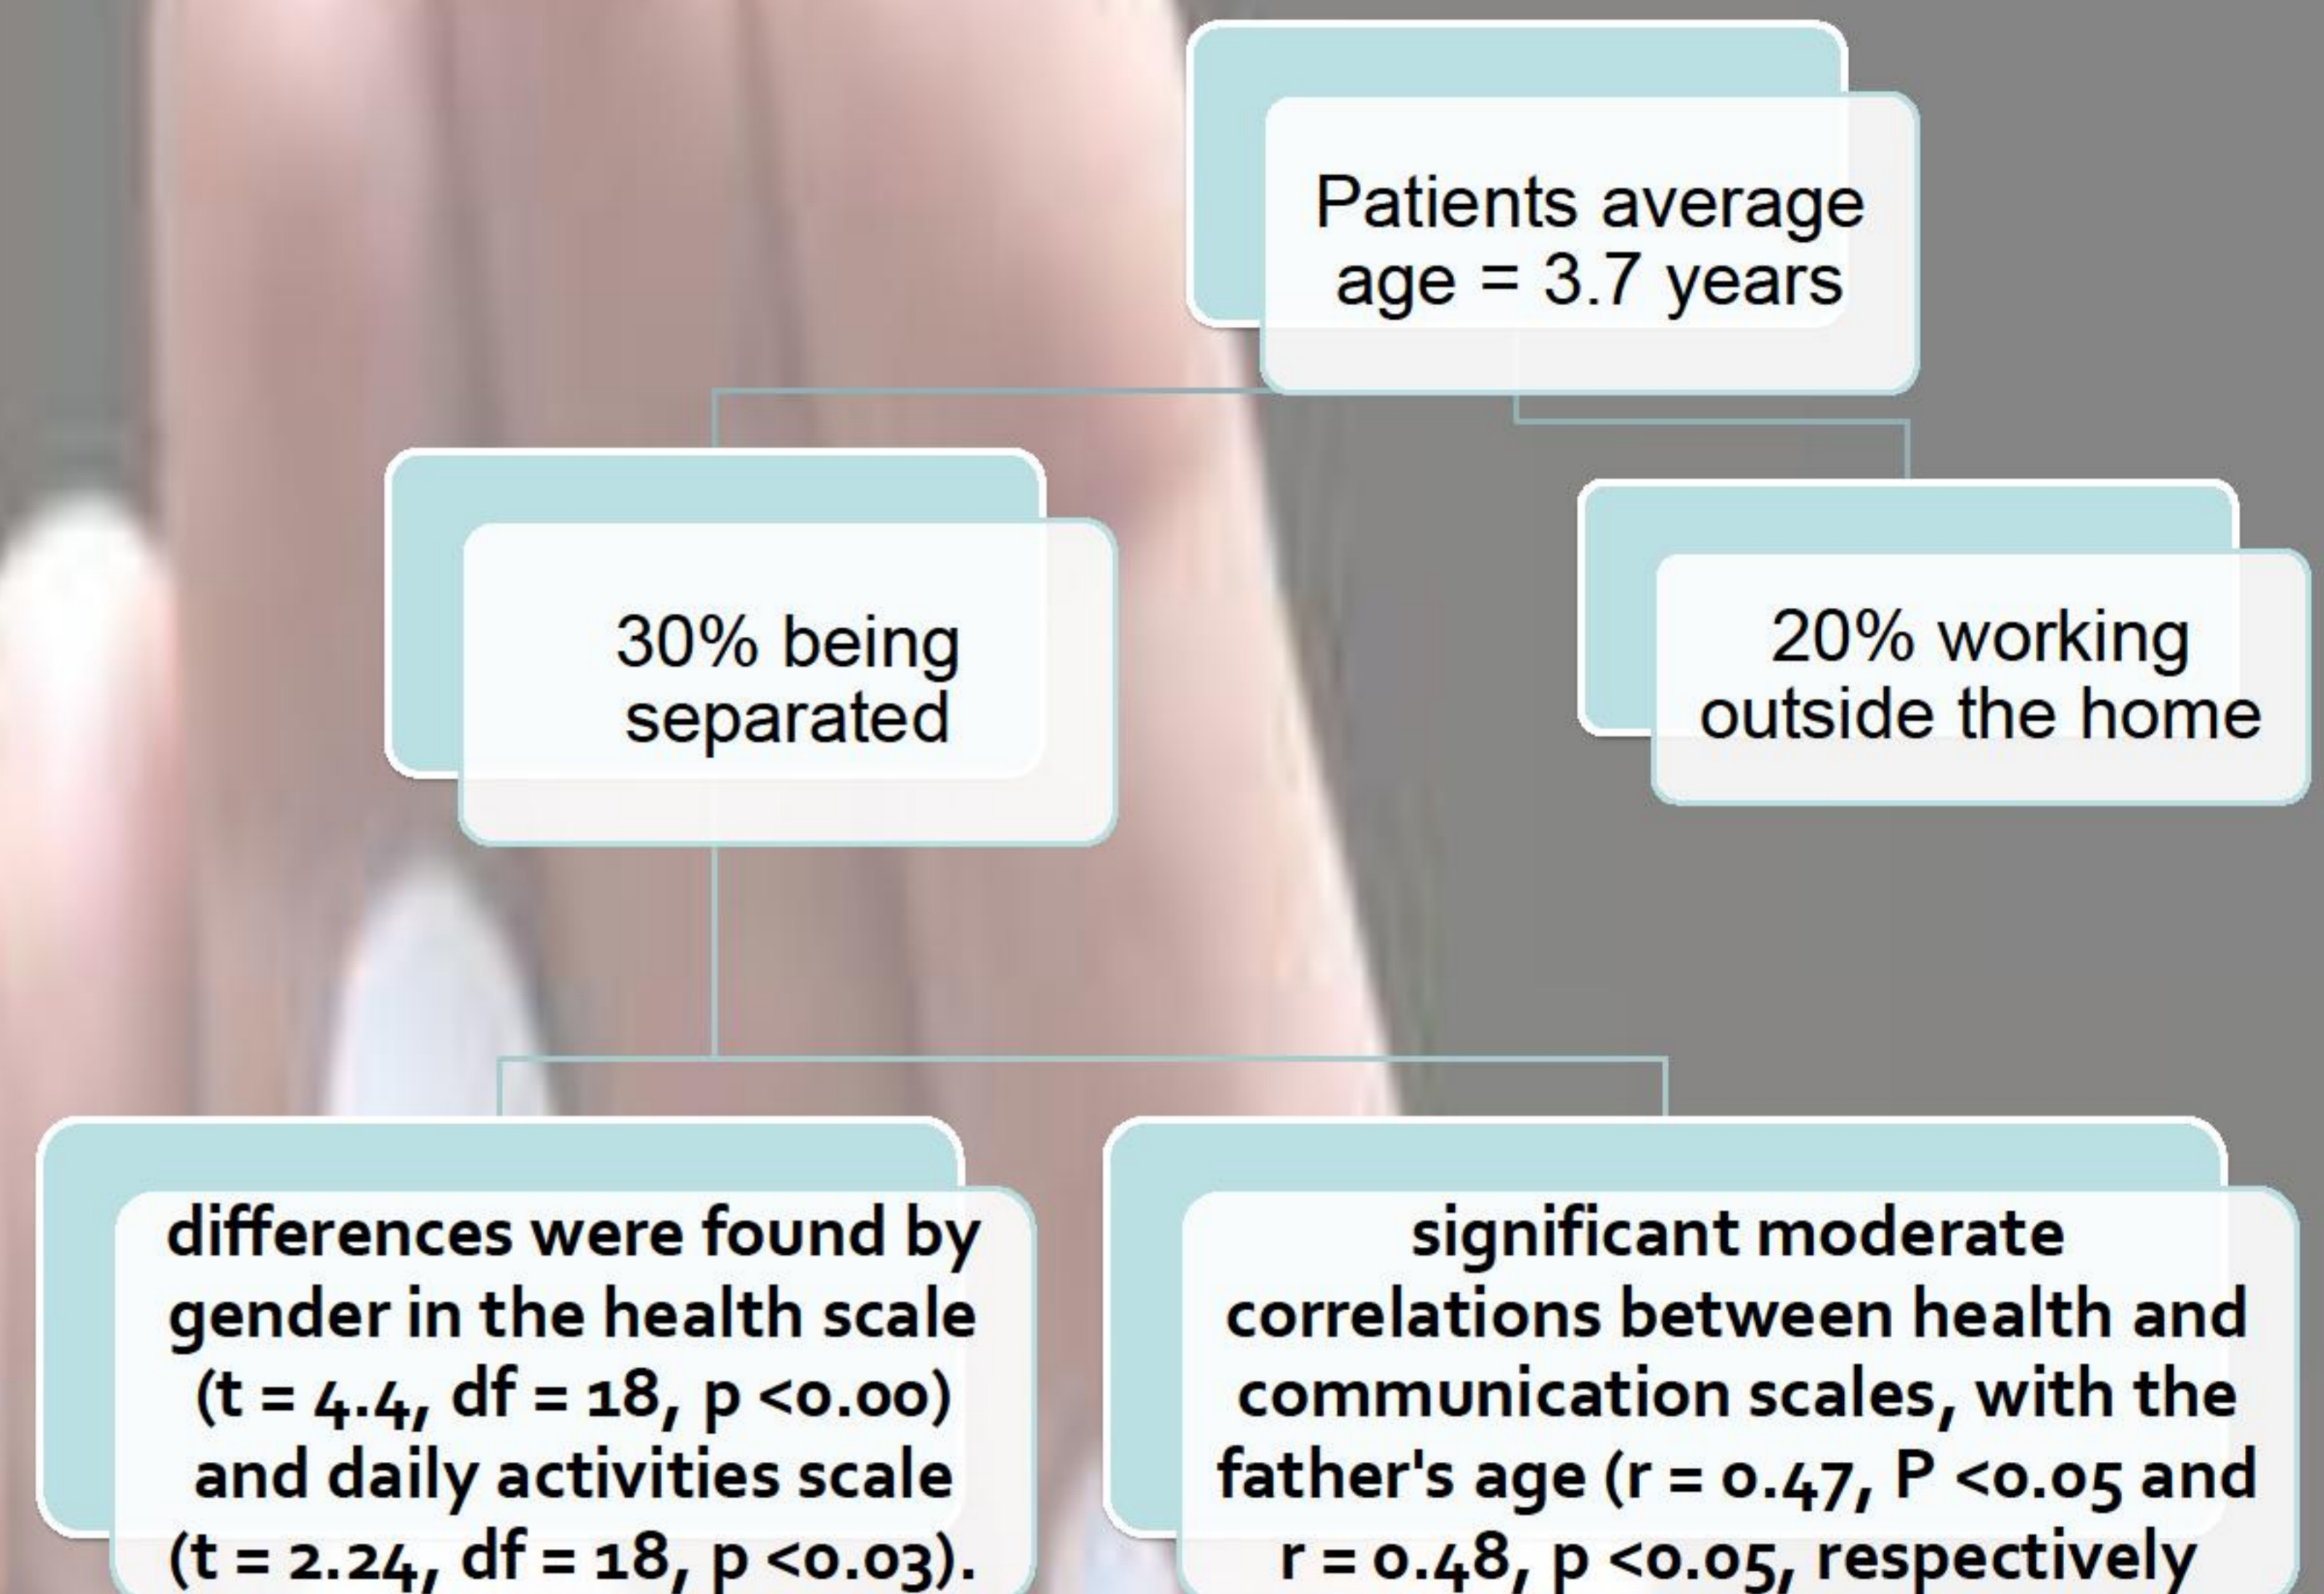 Patients average
age = 3.7 years
30% being
separated
20% working
outside the home
differences were found by
gender in the health scale
(t = 4.4, df = 18, p <0.00)
and daily activities scale
(t = 2.24, df = 18, p <0.03).
significant moderate
correlations between health and
communication scales, with the
father's age (r = 0.47, P <0.05 and
r = 0.48, p <0.05, respectively